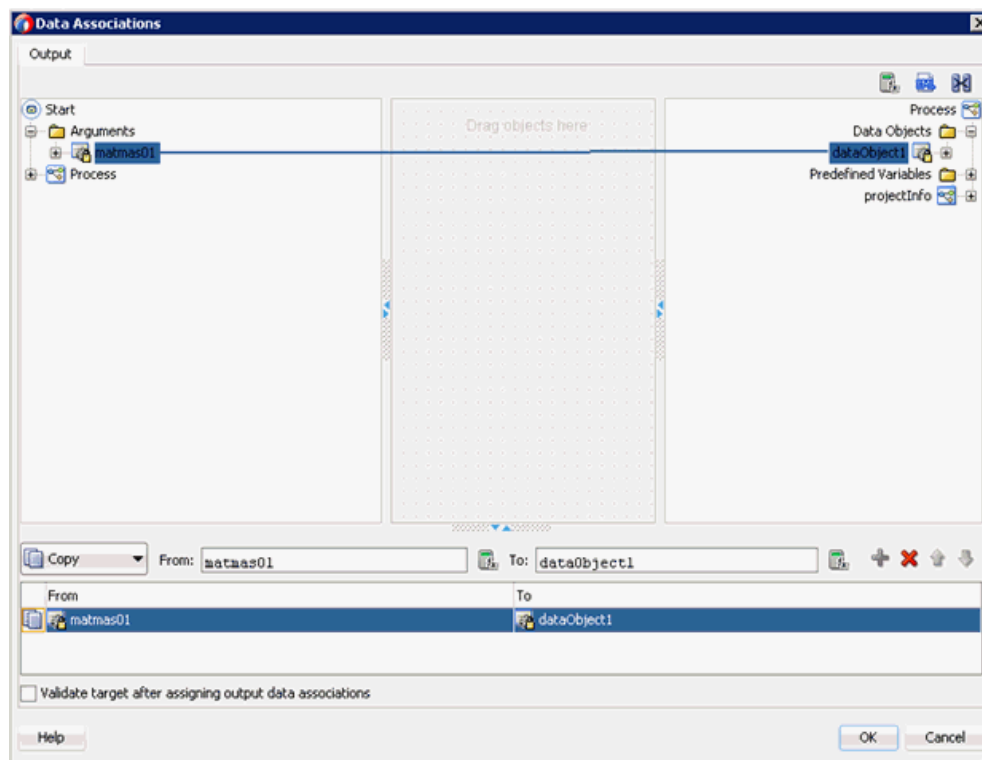 Data Associations
Output
Start
Arguments
matmas01
Process
Drag objects here
Process
Data Objects
dataObject1
Predefined Variables
projectInfo
Copy
From: matmas01
To: dataObject1
From To
matmas01 dataObject1
Validate target after assigning output data associations
Help OK Cancel